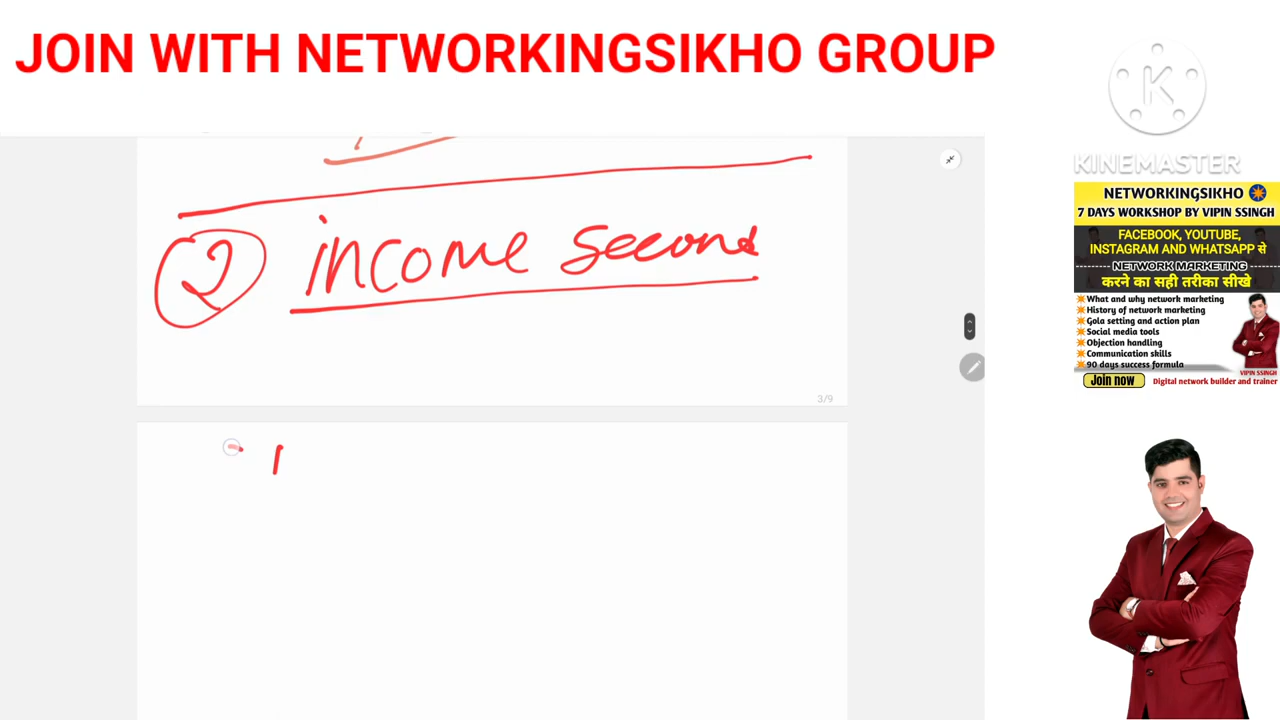 JOIN WITH NETWORKINGSIKHO GROUP
K
KINEMASTER
② income second
3/9
NETWORKINGSIKHO
7 DAYS WORKSHOP BY VIPIN SSINGH
FACEBOOK, YOUTUBE,
INSTAGRAM AND WHATSAPP से
NETWORK MARKETING
करने का सही तरीका सीखे
What and why network marketing
History of network marketing
Gola setting and action plan
Social media tools
Objection handling
Communication skills
90 days success formula
VIPIN SSINGH
Join now
Digital network builder and trainer